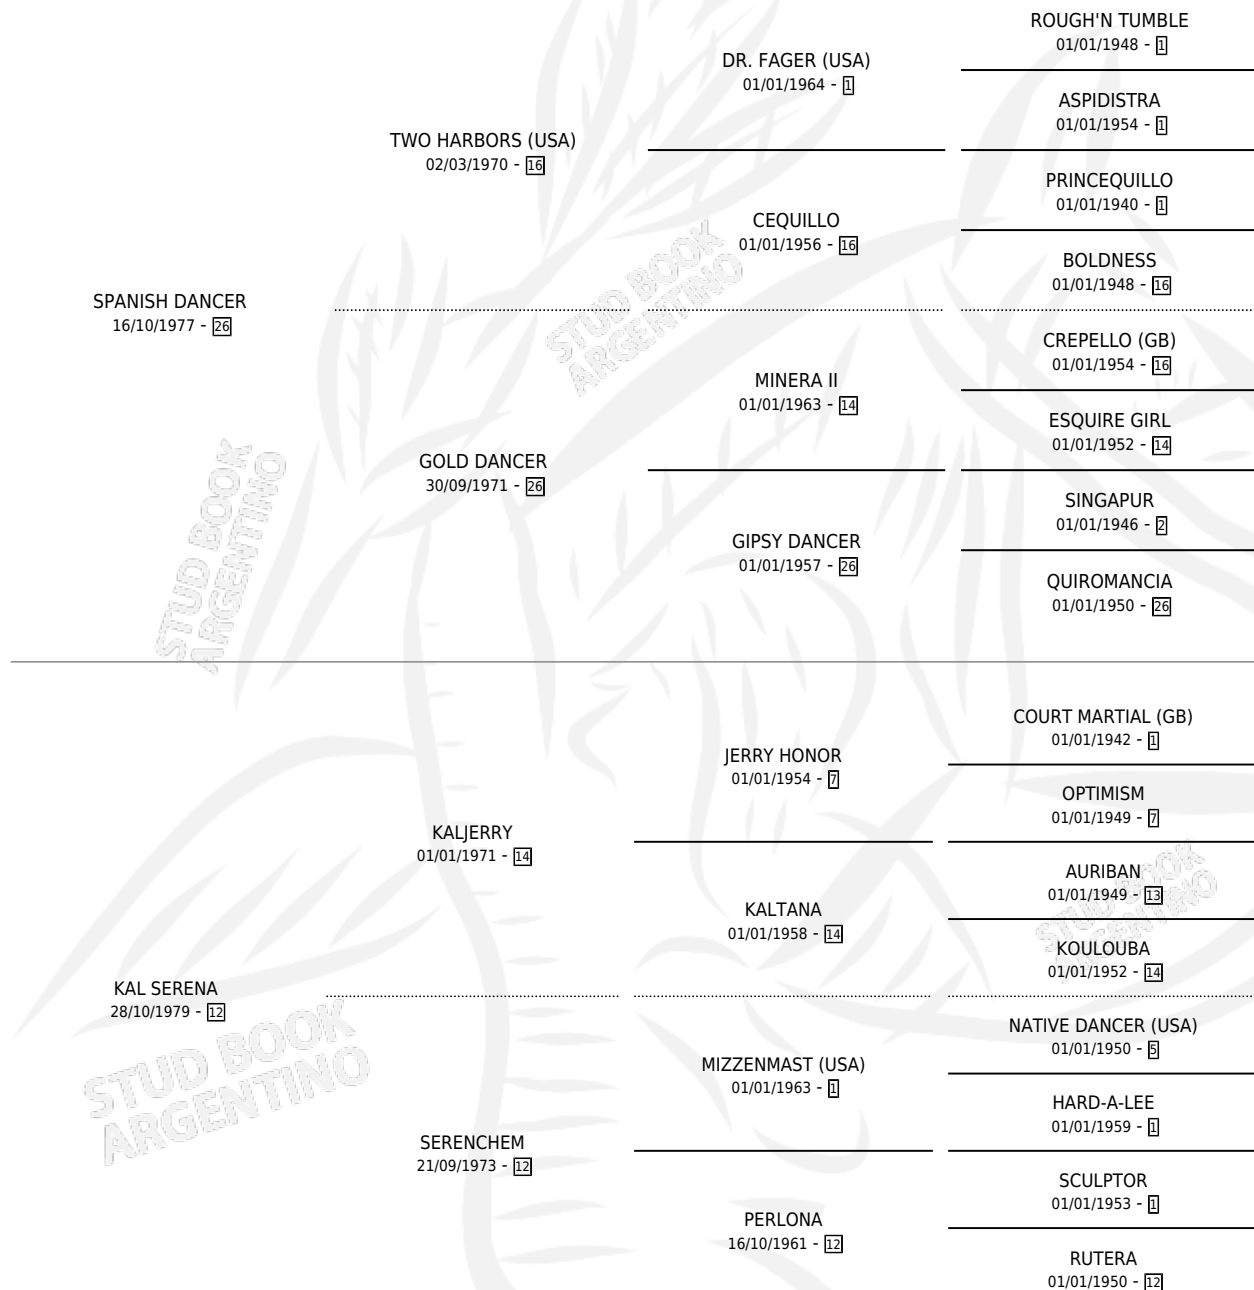 SPANISH DANCER
16/10/1977 - 26
TWO HARBORS (USA)
02/03/1970 - 16
DR. FAGER (USA)
01/01/1964 - 1
ROUGH'N TUMBLE
01/01/1948 - 1
ASPIDISTRA
01/01/1954 - 1
CEQUILLO
01/01/1956 - 16
PRINCEQUILLO
01/01/1940 - 1
BOLDNESS
01/01/1948 - 16
GOLD DANCER
30/09/1971 - 26
MINERA II
01/01/1963 - 14
CREPELLO (GB)
01/01/1954 - 16
ESQUIRE GIRL
01/01/1952 - 14
GIPSY DANCER
01/01/1957 - 26
SINGAPUR
01/01/1946 - 2
QUIROMANCIA
01/01/1950 - 26
KAL SERENA
28/10/1979 - 12
KALJERRY
01/01/1971 - 14
JERRY HONOR
01/01/1954 - 7
COURT MARTIAL (GB)
01/01/1942 - 1
OPTIMISM
01/01/1949 - 7
KALTANA
01/01/1958 - 14
AURIBAN
01/01/1949 - 13
KOULOUBA
01/01/1952 - 14
SERENCHEM
21/09/1973 - 12
MIZZENMAST (USA)
01/01/1963 - 1
NATIVE DANCER (USA)
01/01/1950 - 5
HARD-A-LEE
01/01/1959 - 1
PERLONA
16/10/1961 - 12
SCULPTOR
01/01/1953 - 1
RUTERA
01/01/1950 - 12
STUD BOOK
ARGENTINO
STUD BOOK
ARGENTINO
STUD BOOK
ARGENTINO
STUD BOOK
ARGENTINO